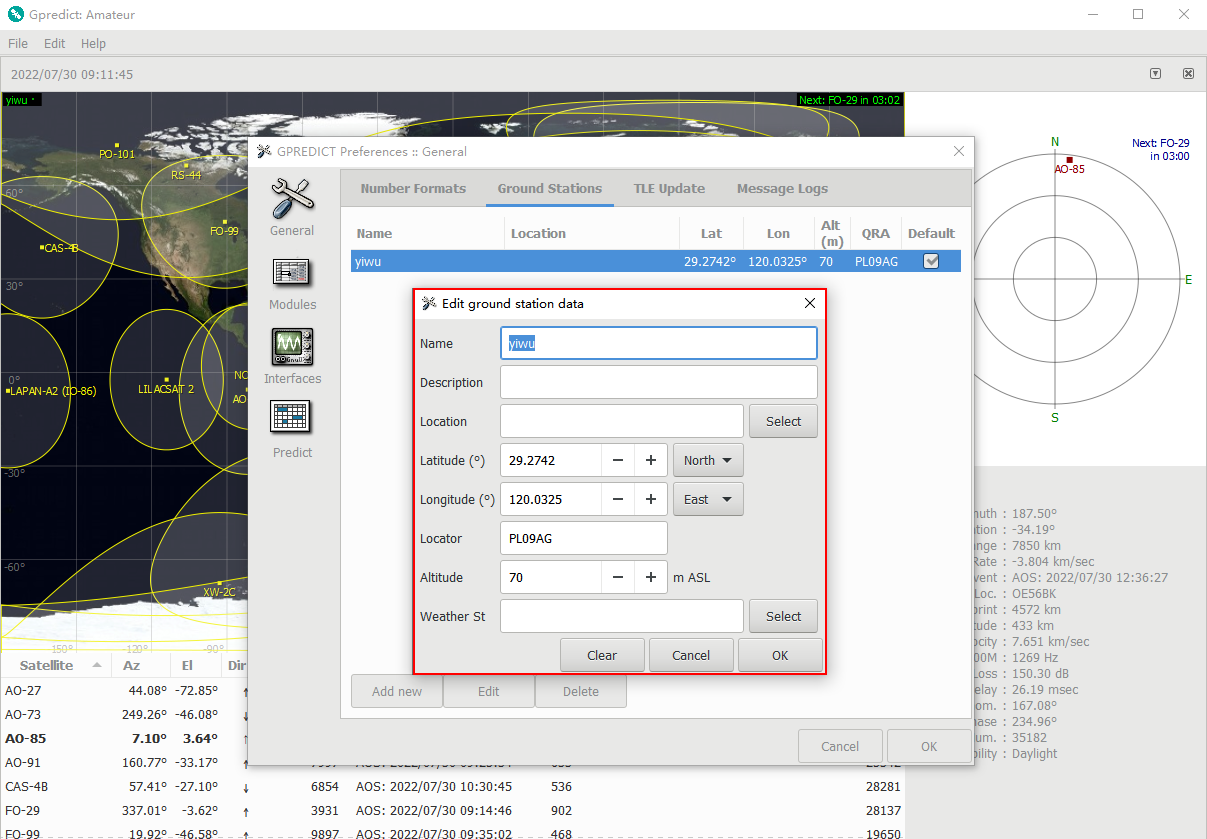 Gpredict: Amateur
File Edit Help
2022/07/30 09:11:45
yiwu
Next: FO-29 in 03:02
PO-101
RS-44
60°
FO-99
CAS-4B
30°
0°
LAPAN-A2 (IO-86)
LILACSAT 2
NO
AO
-30°
-60°
XW-2C
150° -120° -90°
Next: FO-29
in 03:00
N
AO-85
E
S
GPREDICT Preferences :: General
General
Modules
Interfaces
Predict
Number Formats Ground Stations TLE Update Message Logs
Name Location Lat Lon Alt (m) QRA Default
yiwu 29.2742° 120.0325° 70 PL09AG
Edit ground station data
Name yiwu
Description
Location Select
Latitude (°) 29.2742 − + North
Longitude (°) 120.0325 − + East
Locator PL09AG
Altitude 70 − + m ASL
Weather St Select
Clear Cancel OK
Add new Edit Delete
Cancel OK
muth : 187.50°
tion : -34.19°
nge : 7850 km
Rate : -3.804 km/sec
vent : AOS: 2022/07/30 12:36:27
Loc. : OE56BK
print : 4572 km
tude : 433 km
ocity : 7.651 km/sec
00M : 1269 Hz
Loss : 150.30 dB
elay : 26.19 msec
om. : 167.08°
hase : 234.96°
um. : 35182
bility : Daylight
Satellite Az El Dir
AO-27 44.08° -72.85° ↑
AO-73 249.26° -46.08° ↓
AO-85 7.10° 3.64° ↑
AO-91 160.77° -33.17° ↑
CAS-4B 57.41° -27.10° ↓ 6854 AOS: 2022/07/30 10:30:45 536 28281
FO-29 337.01° -3.62° ↑ 3931 AOS: 2022/07/30 09:14:46 902 28137
FO-99 19.92° -46.58° ↑ 9897 AOS: 2022/07/30 09:35:02 468 19650